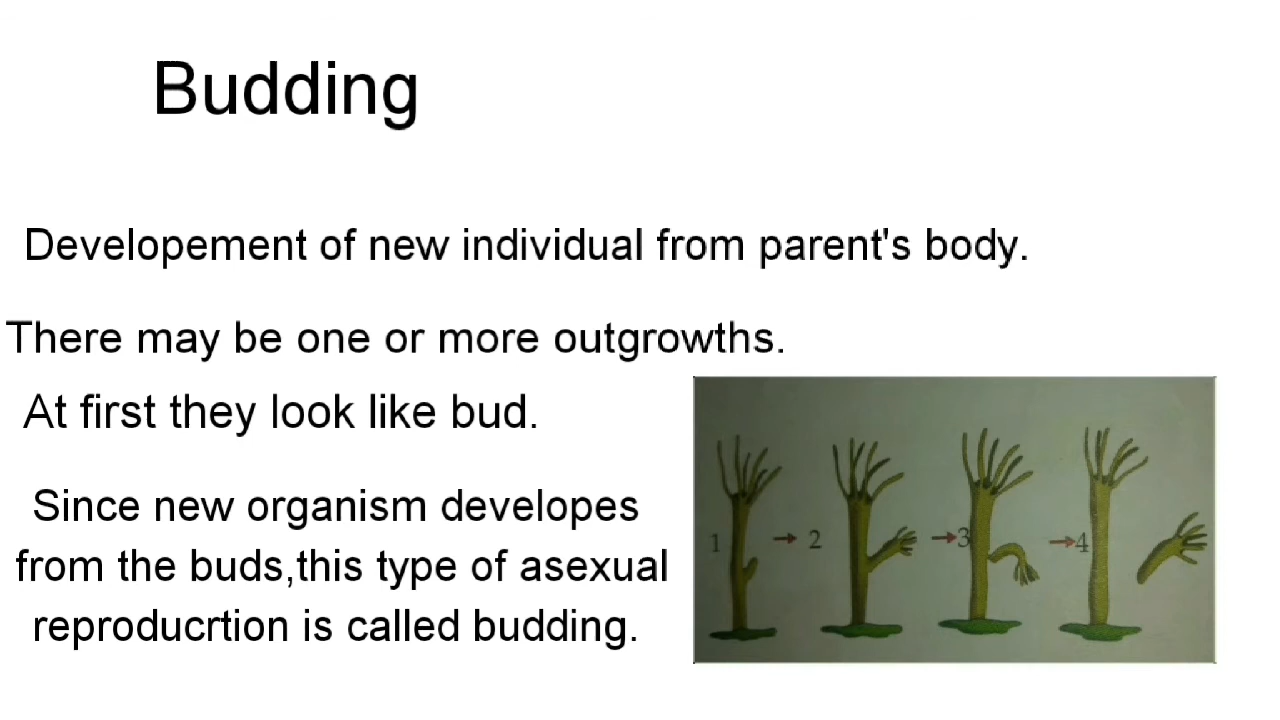 Budding
Developement of new individual from parent's body.
There may be one or more outgrowths.
At first they look like bud.
Since new organism developes
from the buds,this type of asexual
reproducrtion is called budding.
1 → 2 → 3 → 4